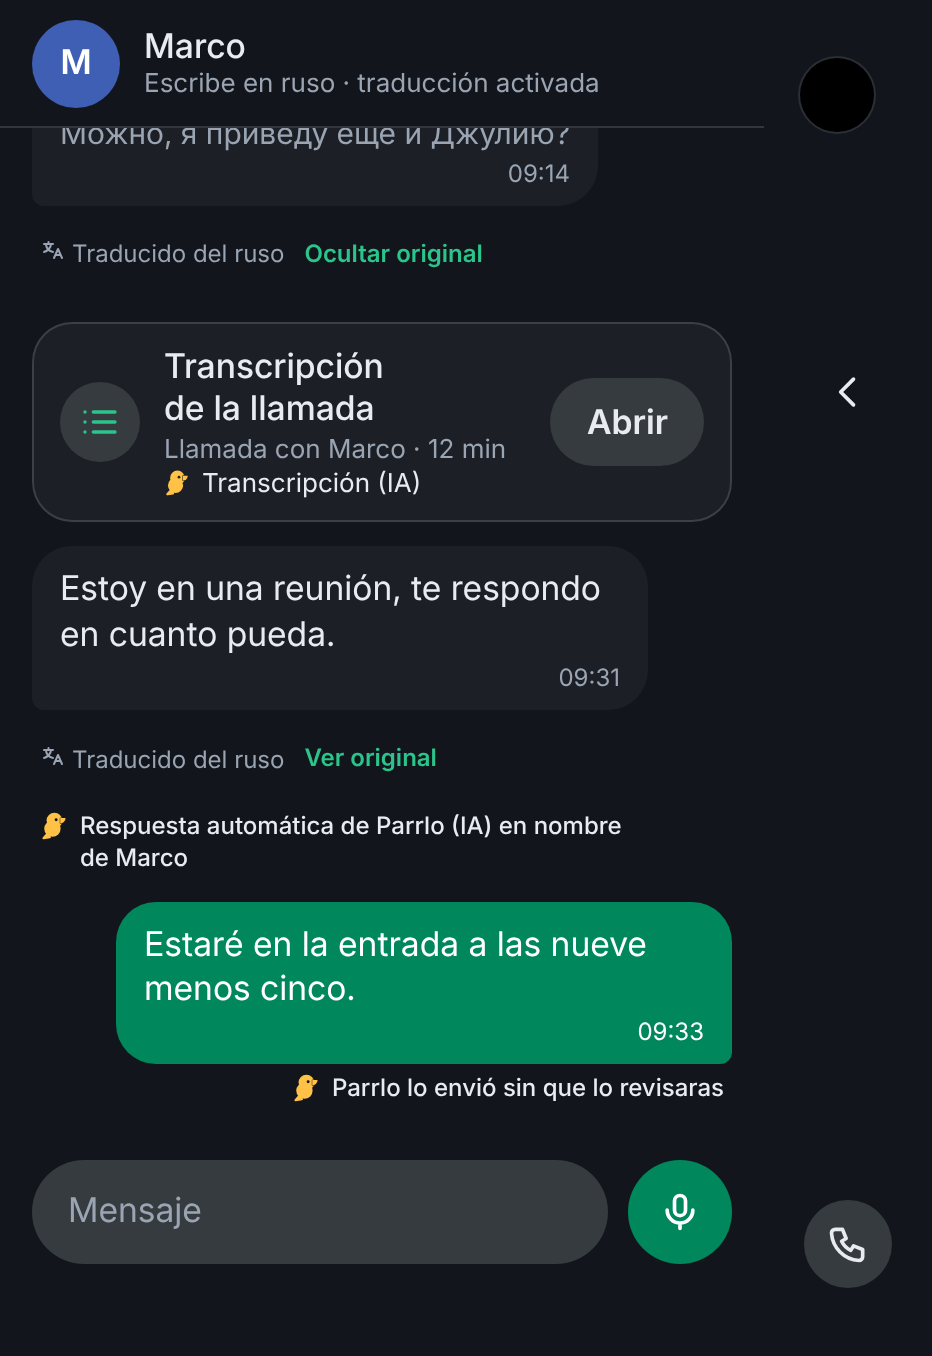 M
Marco
Escribe en ruso · traducción activada
Можно, я приведу еще и Джулию?
09:14
Traducido del ruso Ocultar original
Transcripción
de la llamada
Llamada con Marco · 12 min
Transcripción (IA)
Abrir
Estoy en una reunión, te respondo
en cuanto pueda.
09:31
Traducido del ruso Ver original
Respuesta automática de Parrlo (IA) en nombre
de Marco
Estaré en la entrada a las nueve
menos cinco.
09:33
Parrlo lo envió sin que lo revisaras
Mensaje